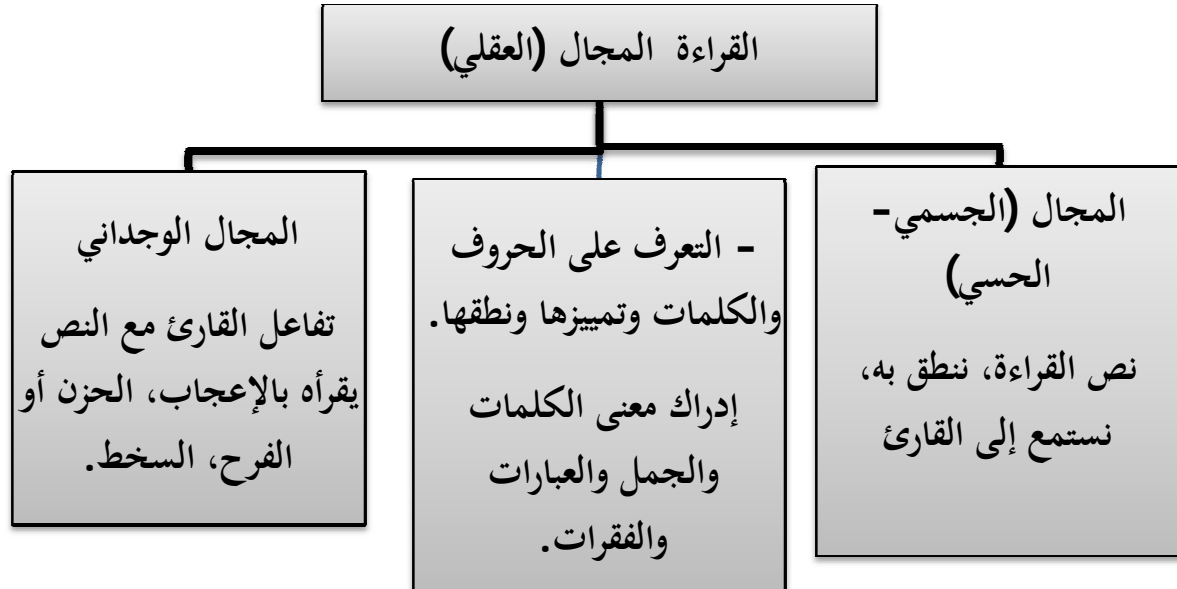 القراءة المجال (العقلي)
المجال (الجسمي-
الحسي)
نص القراءة، ننطق به،
نستمع إلى القارئ
- التعرف على الحروف
والكلمات وتمييزها ونطقها.
إدراك معنى الكلمات
والجمل والعبارات
والفقرات.
المجال الوجداني
تفاعل القارئ مع النص
يقرأه بالإعجاب، الحزن أو
الفرح، السخط.